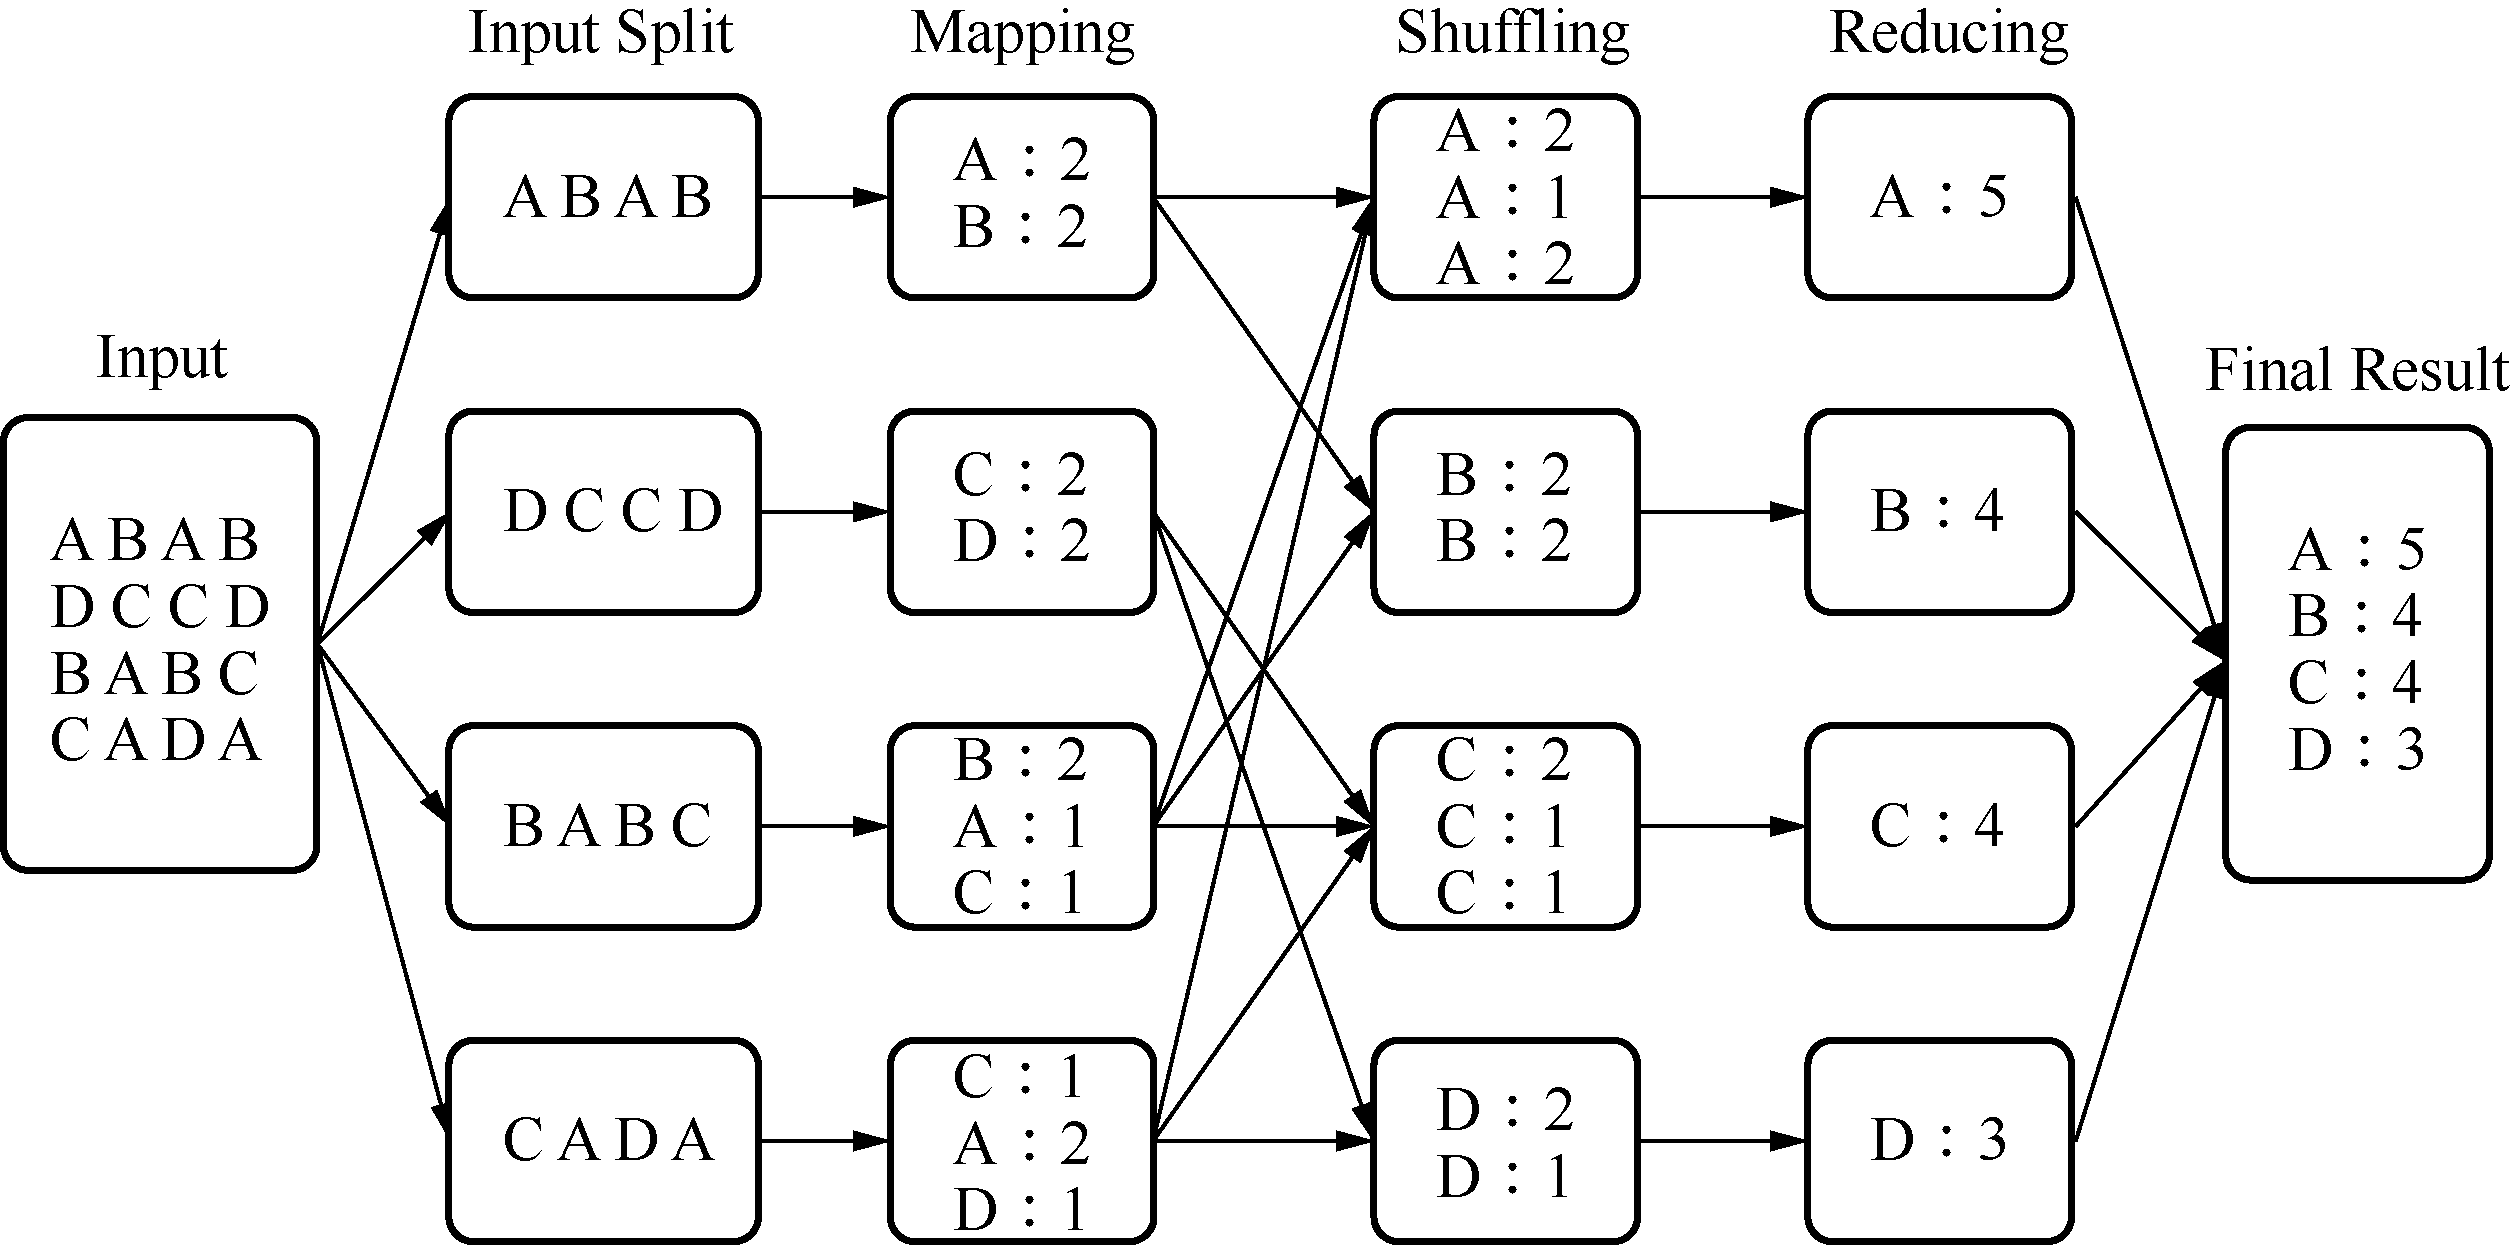 Input
A B A B
D C C D
B A B C
C A D A
Input Split
A B A B
D C C D
B A B C
C A D A
Mapping
A : 2
B : 2
C : 2
D : 2
B : 2
A : 1
C : 1
C : 1
A : 2
D : 1
Shuffling
A : 2
A : 1
A : 2
B : 2
B : 2
C : 2
C : 1
C : 1
D : 2
D : 1
Reducing
A : 5
B : 4
C : 4
D : 3
Final Result
A : 5
B : 4
C : 4
D : 3